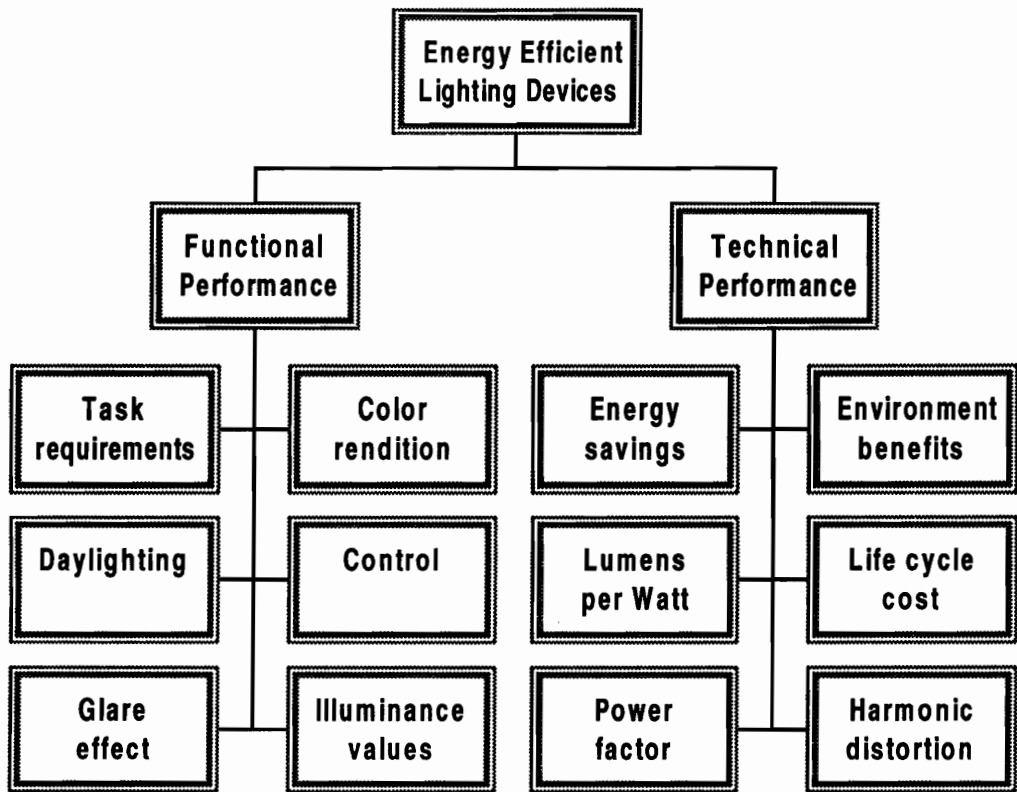 Energy Efficient
Lighting Devices
Functional
Performance
Technical
Performance
Task
requirements
Color
rendition
Energy
savings
Environment
benefits
Daylighting
Control
Lumens
per Watt
Life cycle
cost
Glare
effect
Illuminance
values
Power
factor
Harmonic
distortion